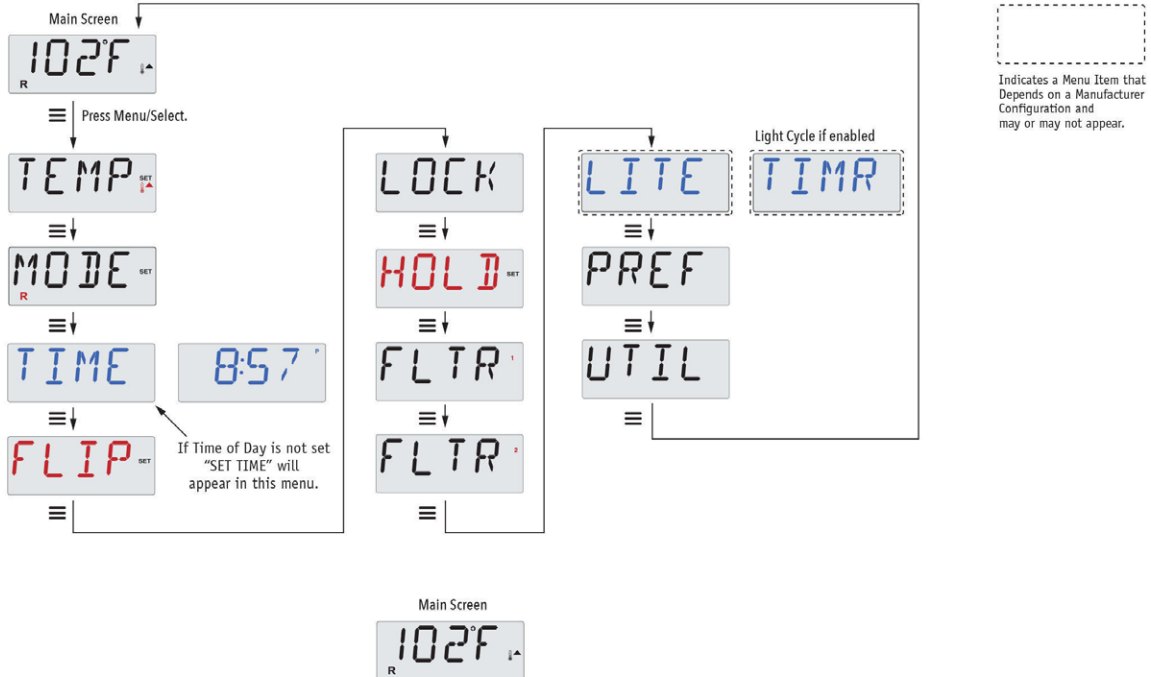 Main Screen
102°F
R
Press Menu/Select.
TEMP SET
MODE SET
R
TIME
8:57 P
If Time of Day is not set
“SET TIME” will
appear in this menu.
FLIP SET
LOCK
HOLD SET
FLTR 1
FLTR 2
Light Cycle if enabled
LITE
TIMR
PREF
UTIL
Indicates a Menu Item that
Depends on a Manufacturer
Configuration and
may or may not appear.
Main Screen
102°F
R